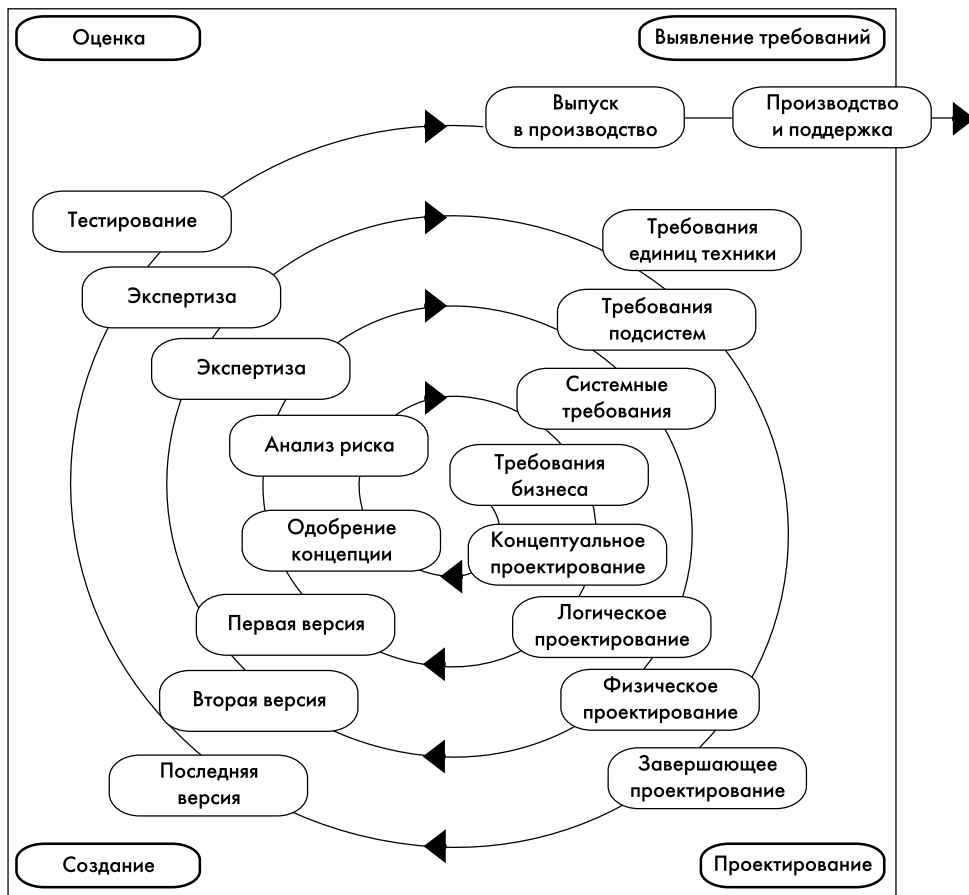 Оценка
Выявление требований
Выпуск
в производство
Производство
и поддержка
Тестирование
Требования
единиц техники
Экспертиза
Требования
подсистем
Экспертиза
Системные
требования
Анализ риска
Требования
бизнеса
Одобрение
концепции
Концептуальное
проектирование
Первая версия
Логическое
проектирование
Вторая версия
Физическое
проектирование
Последняя
версия
Завершающее
проектирование
Создание
Проектирование